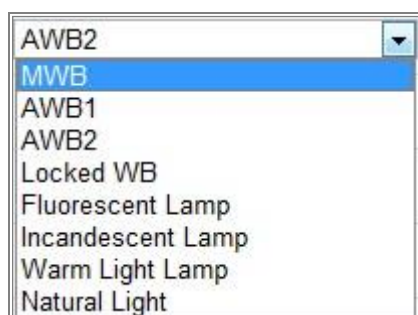 AWB2
MWB
AWB1
AWB2
Locked WB
Fluorescent Lamp
Incandescent Lamp
Warm Light Lamp
Natural Light